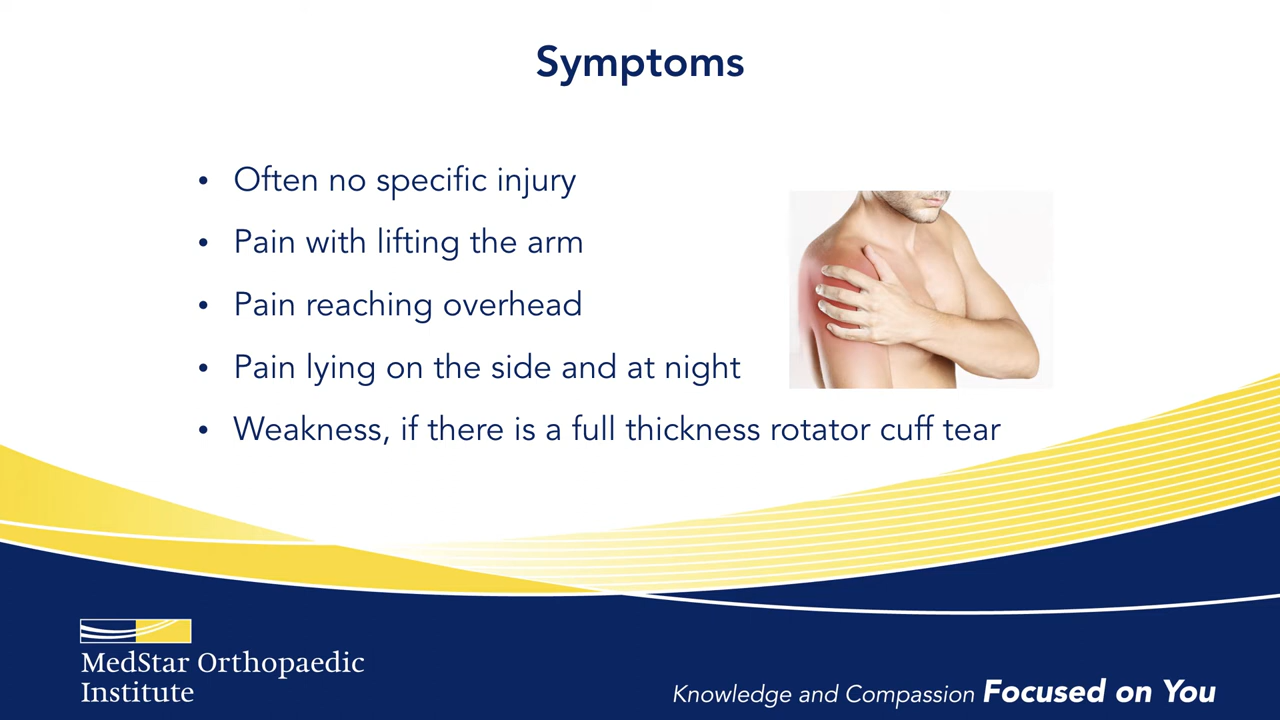 Symptoms
• Often no specific injury
• Pain with lifting the arm
• Pain reaching overhead
• Pain lying on the side and at night
• Weakness, if there is a full thickness rotator cuff tear
MedStar Orthopaedic
Institute
Knowledge and Compassion Focused on You